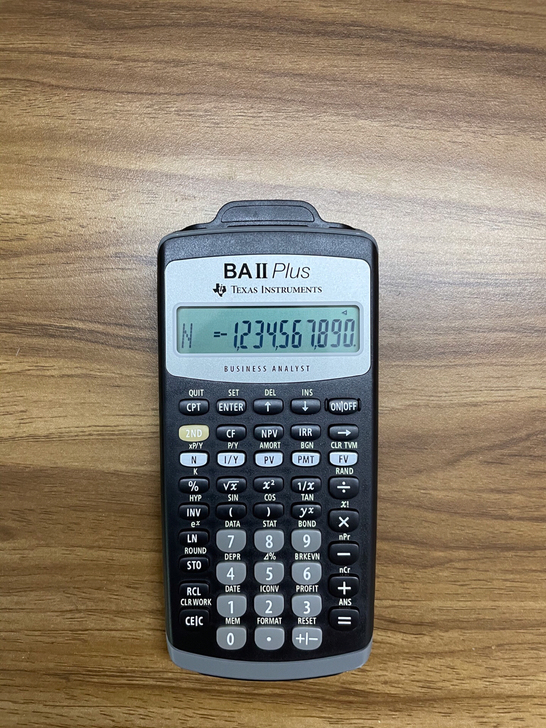 BA II Plus
TEXAS INSTRUMENTS
N =-1,234,567,890.
BUSINESS ANALYST
QUIT SET DEL INS
CPT ENTER ↑ ↓ ON|OFF
2ND CF NPV IRR →
xP/Y P/Y AMORT BGN CLR TVM
N I/Y PV PMT FV
K RAND
% √x x² 1/x ÷
HYP SIN COS TAN x!
INV ( ) yˣ ×
eˣ DATA STAT BOND nPr
LN 7 8 9 −
ROUND DEPR Δ% BRKEVN nCr
STO 4 5 6 +
DATE ICONV PROFIT ANS
RCL 1 2 3 =
CLR WORK MEM FORMAT RESET
CE|C 0 . +|−